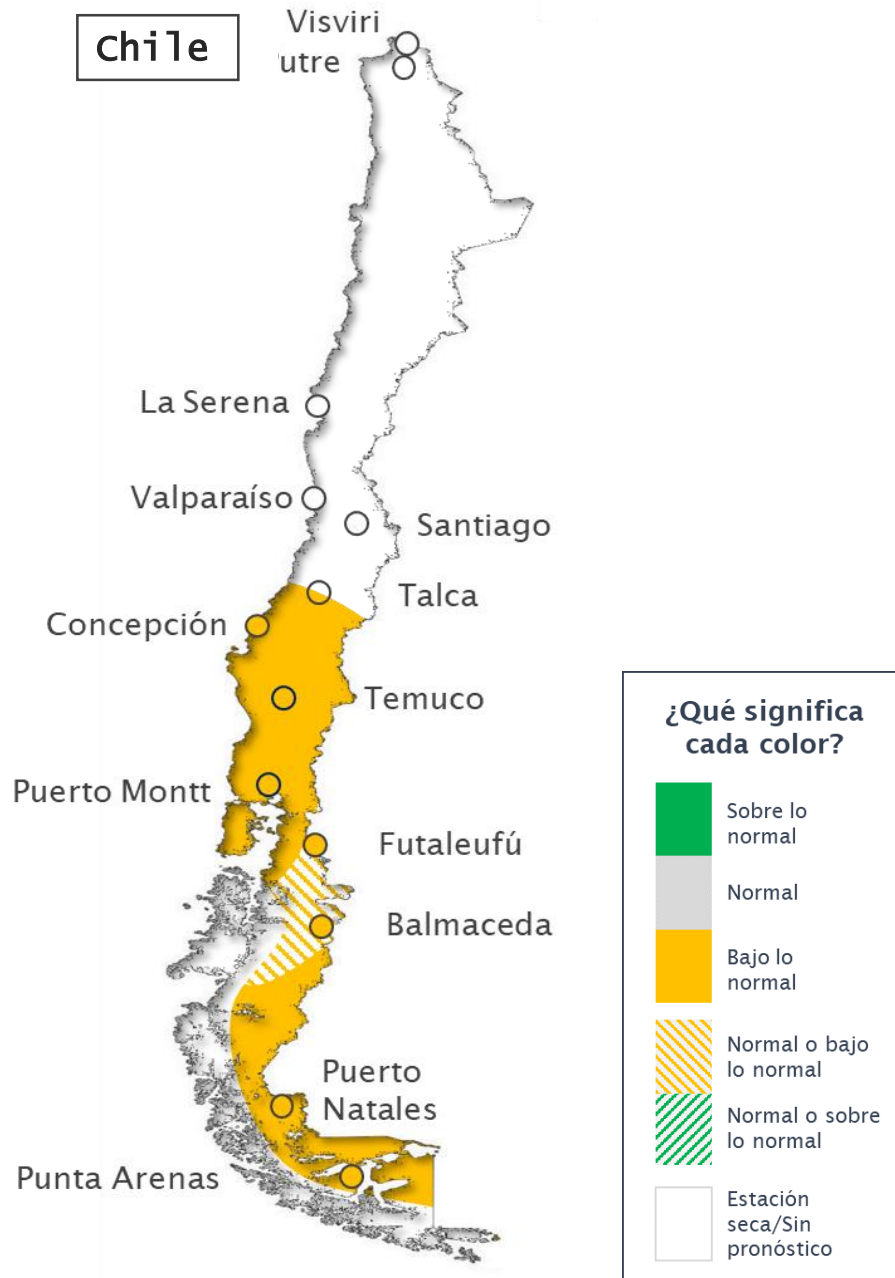 Chile
Visviri
utre
La Serena
Valparaíso
Santiago
Talca
Concepción
Temuco
Puerto Montt
Futaleufú
Balmaceda
Puerto
Natales
Punta Arenas
¿Qué significa
cada color?
Sobre lo
normal
Normal
Bajo lo
normal
Normal o bajo
lo normal
Normal o sobre
lo normal
Estación
seca/Sin
pronóstico